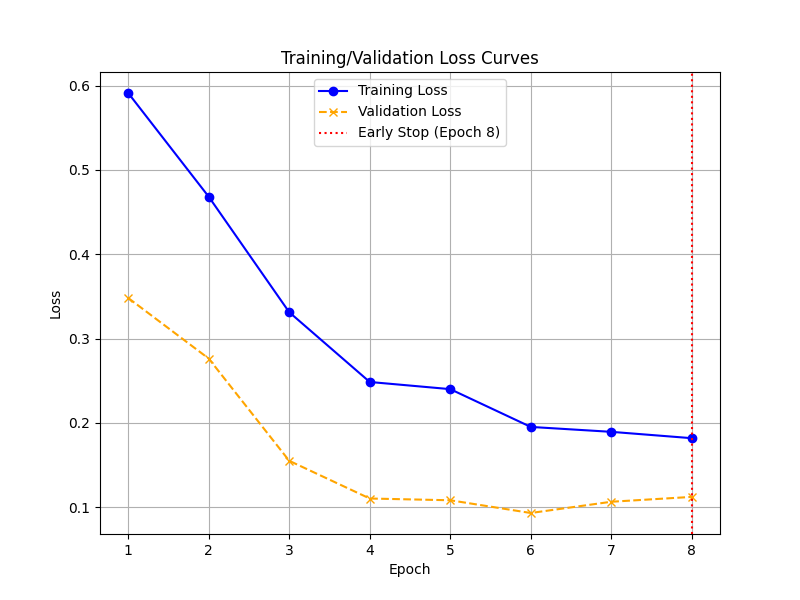 Training/Validation Loss Curves
Training Loss
Validation Loss
Early Stop (Epoch 8)
Loss
0.6
0.5
0.4
0.3
0.2
0.1
1 2 3 4 5 6 7 8
Epoch